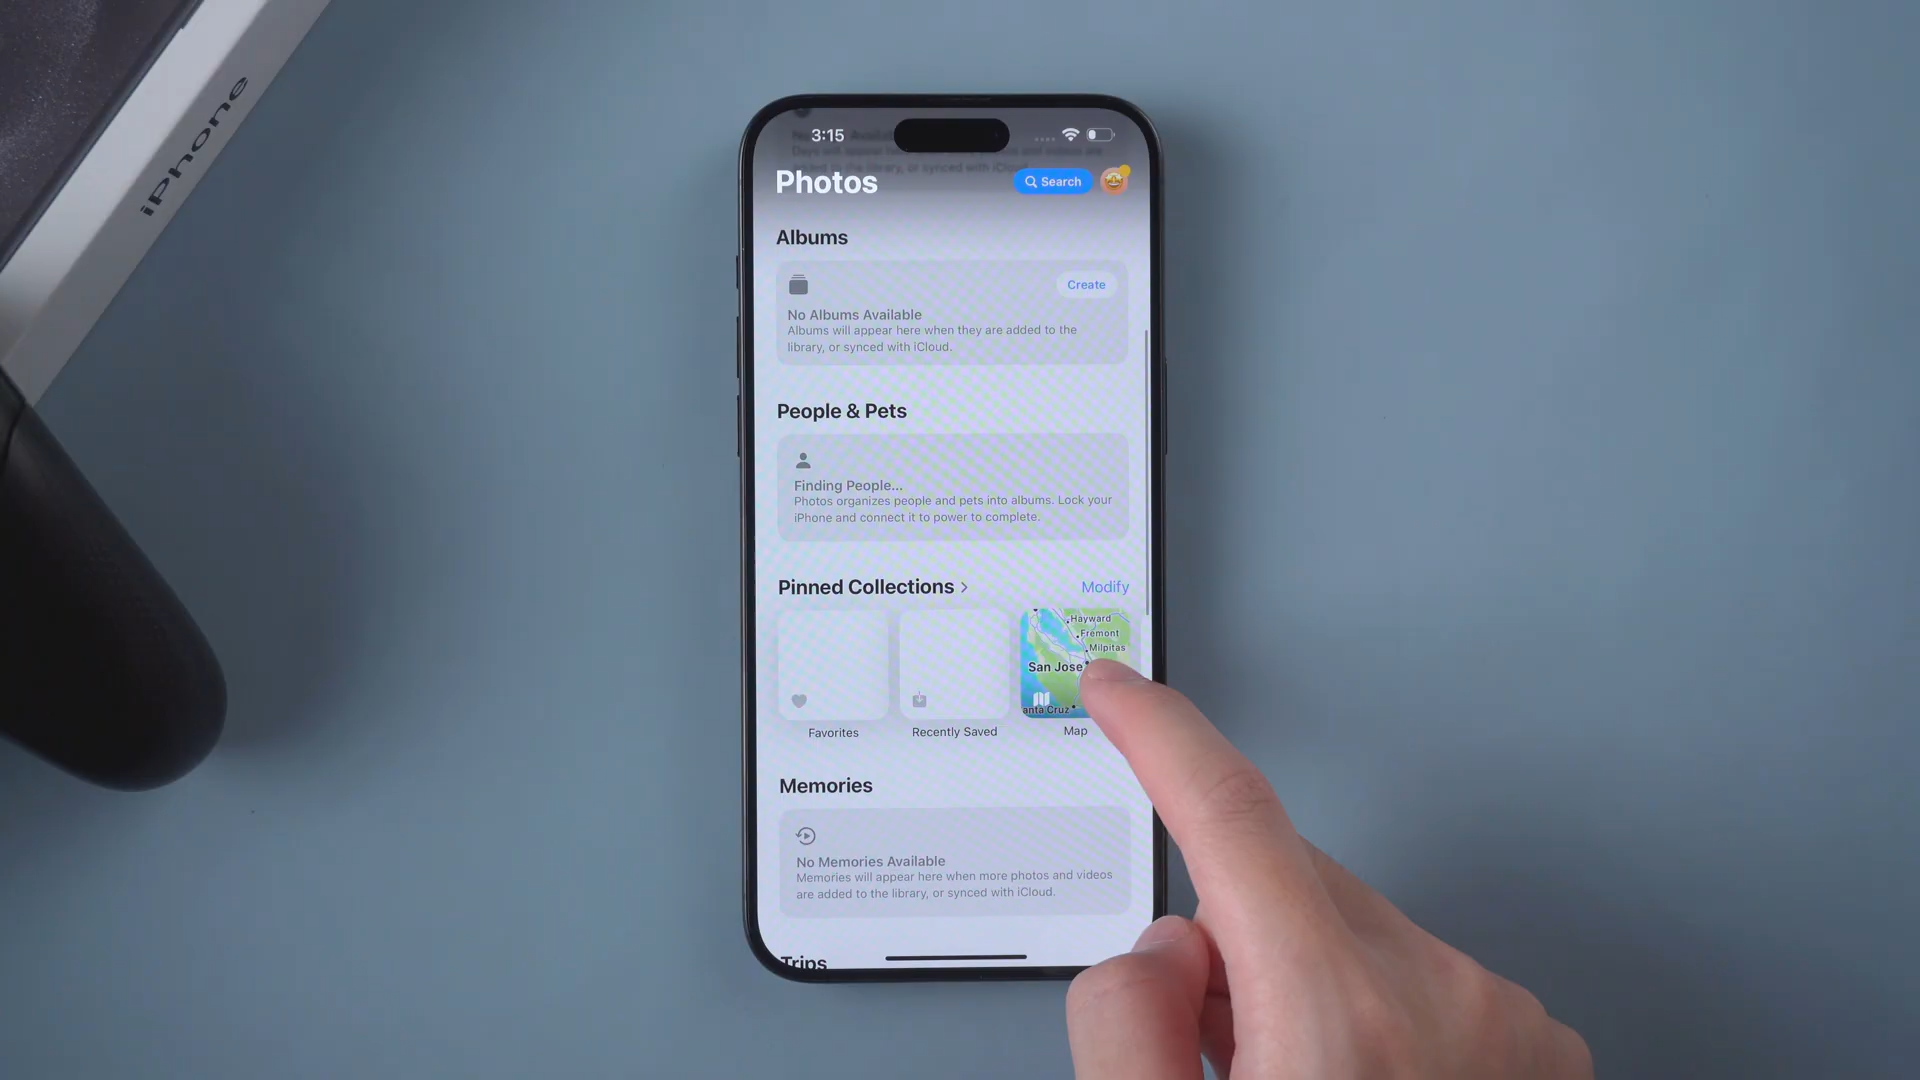 iPhone
3:15
Photos
Search
Albums
Create
No Albums Available
Albums will appear here when they are added to the
library, or synced with iCloud.
People & Pets
Finding People...
Photos organizes people and pets into albums. Lock your
iPhone and connect it to power to complete.
Pinned Collections >
Modify
Hayward
Fremont
Milpitas
San Jose
anta Cruz
Favorites
Recently Saved
Map
Memories
No Memories Available
Memories will appear here when more photos and videos
are added to the library, or synced with iCloud.
Trips